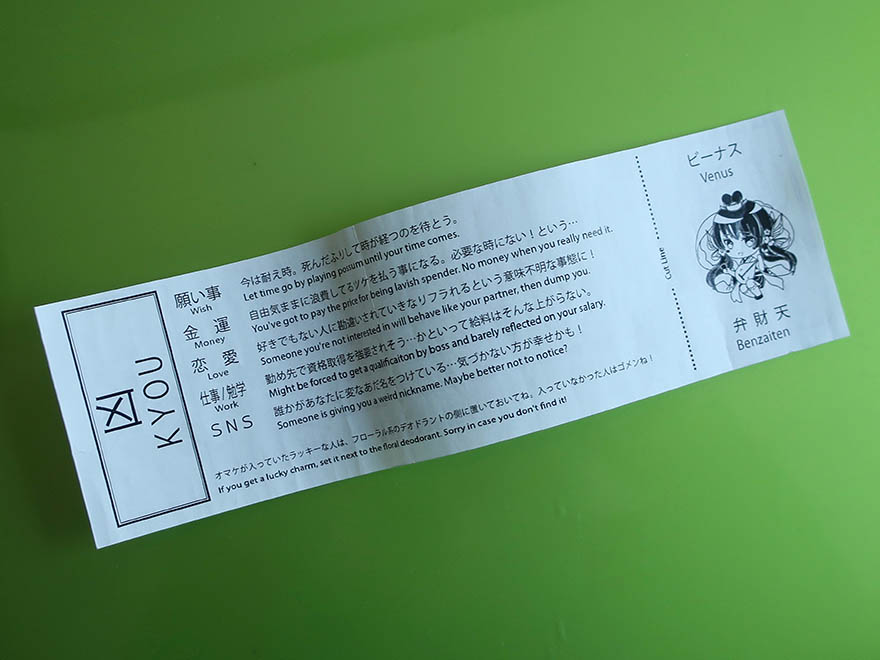 凶
KYOU
願い事
Wish
今は耐え時。死んだふりして時が経つのを待とう。
Let time go by playing posum until your time comes.
金 運
Money
自由気ままに浪費してるツケを払う事になる。必要な時にない！という…
You've got to pay the price for being lavish spender. No money when you really need it.
恋 愛
Love
好きでもない人に勘違いされていきなりフラれるという意味不明な事態に！
Someone you're not interested in will behave like your partner, then dump you.
仕事 / 勉学
Work
勤め先で資格取得を強要されそう…かといって給料はそんな上がらない。
Might be forced to get a qualificaiton by boss and barely reflected on your salary.
SNS
誰かがあなたに変なあだ名をつけている…気づかない方が幸せかも！
Someone is giving you a weird nickname. Maybe better not to notice?
オマケが入っていたラッキーな人は、フローラル系のデオドラントの側に置いておいてね。入っていなかった人はゴメンね！
If you get a lucky charm, set it next to the floral deodorant. Sorry in case you don't find it!
Cut Line
ビーナス
Venus
弁 財 天
Benzaiten